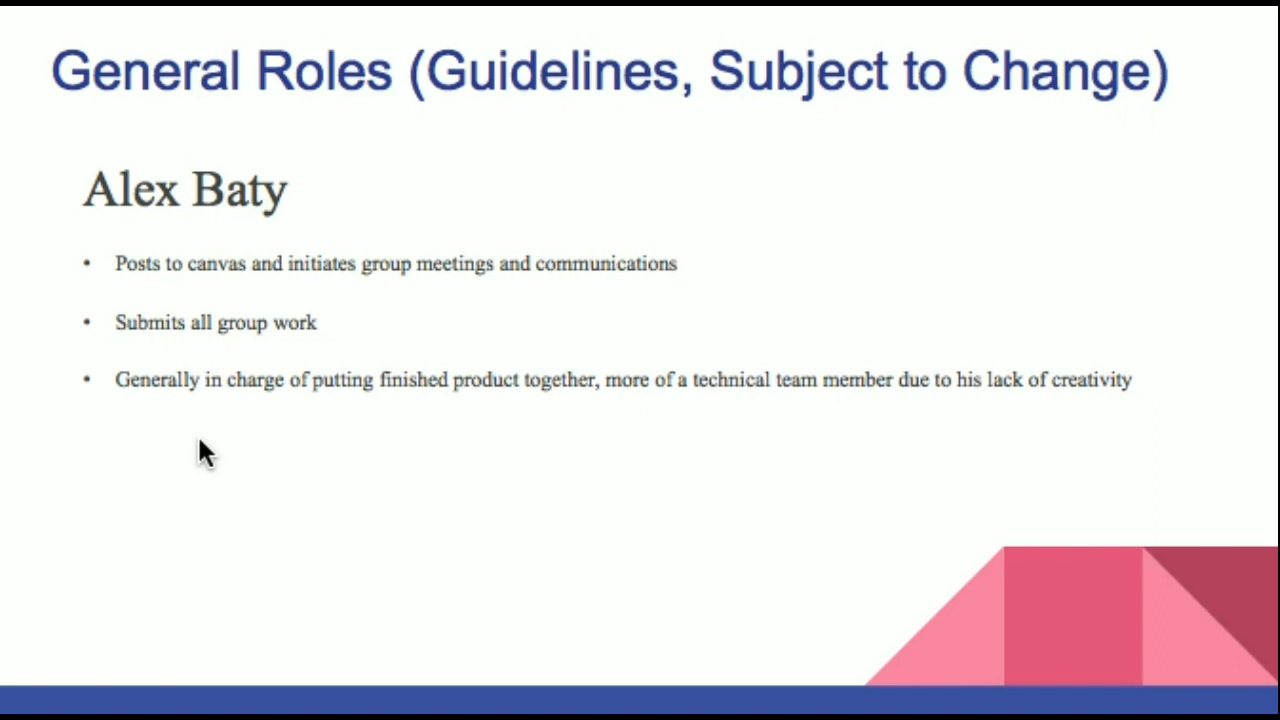 General Roles (Guidelines, Subject to Change)
Alex Baty
• Posts to canvas and initiates group meetings and communications
• Submits all group work
• Generally in charge of putting finished product together, more of a technical team member due to his lack of creativity